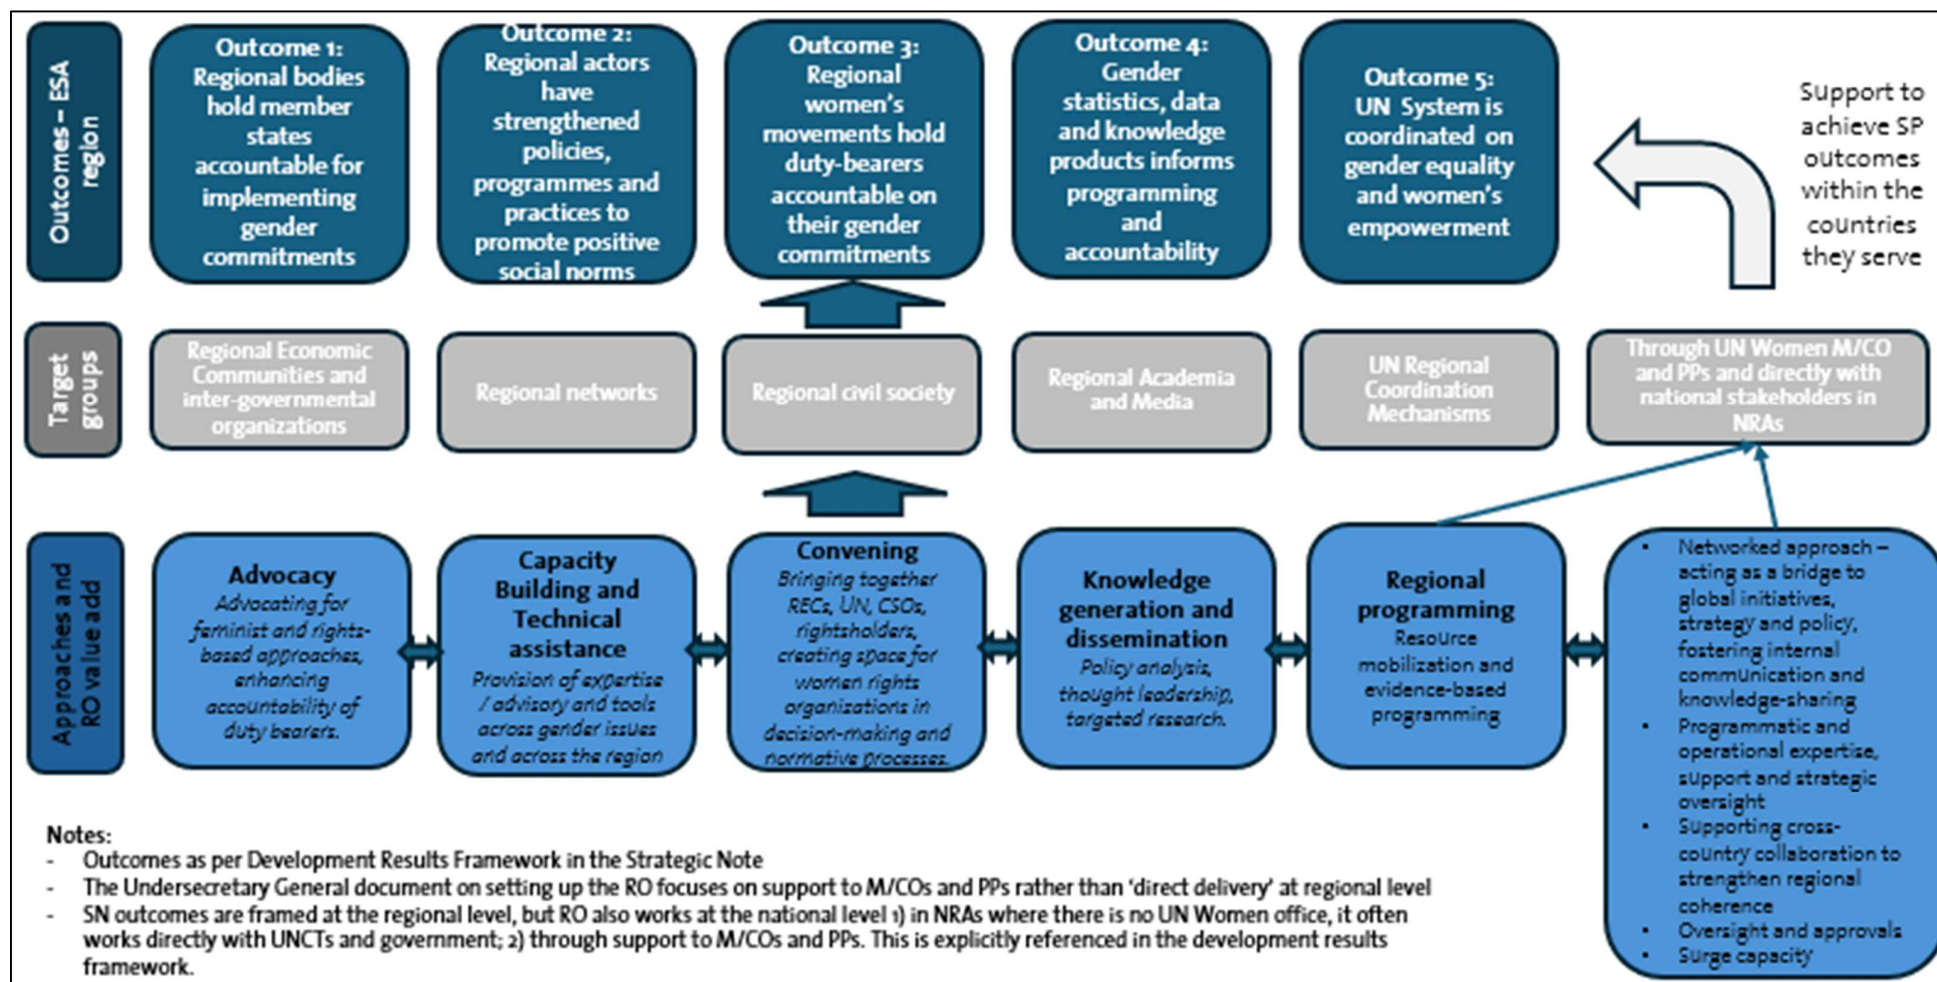 Outcomes – ESA
region
Outcome 1:
Regional bodies
hold member
states
accountable for
implementing
gender
commitments
Outcome 2:
Regional actors
have
strengthened
policies,
programmes and
practices to
promote positive
social norms
Outcome 3:
Regional
women's
movements hold
duty-bearers
accountable on
their gender
commitments
Outcome 4:
Gender
statistics, data
and knowledge
products informs
programming
and
accountability
Outcome 5:
UN System is
coordinated on
gender equality
and women's
empowerment
Support to
achieve SP
outcomes
within the
countries
they serve
Target
groups
Regional Economic
Communities and
inter-governmental
organizations
Regional networks
Regional civil society
Regional Academia
and Media
UN Regional
Coordination
Mechanisms
Through UN Women M/CO
and PPs and directly with
national stakeholders in
NRAs
Approaches and
RO value add
Advocacy
Advocating for
feminist and rights-
based approaches,
enhancing
accountability of
duty bearers.
Capacity
Building and
Technical
assistance
Provision of expertise
/ advisory and tools
across gender issues
and across the region
Convening
Bringing together
RECs, UN, CSOs,
rightsholders,
creating space for
women rights
organizations in
decision-making and
normative processes.
Knowledge
generation and
dissemination
Policy analysis,
thought leadership,
targeted research.
Regional
programming
Resource
mobilization and
evidence-based
programming
• Networked approach –
acting as a bridge to
global initiatives,
strategy and policy,
fostering internal
communication and
knowledge-sharing
• Programmatic and
operational expertise,
support and strategic
oversight
• Supporting cross-
country collaboration to
strengthen regional
coherence
• Oversight and approvals
• Surge capacity
Notes:
- Outcomes as per Development Results Framework in the Strategic Note
- The Undersecretary General document on setting up the RO focuses on support to M/COs and PPs rather than 'direct delivery' at regional level
- SN outcomes are framed at the regional level, but RO also works at the national level 1) in NRAs where there is no UN Women office, it often
works directly with UNCTs and government; 2) through support to M/COs and PPs. This is explicitly referenced in the development results
framework.